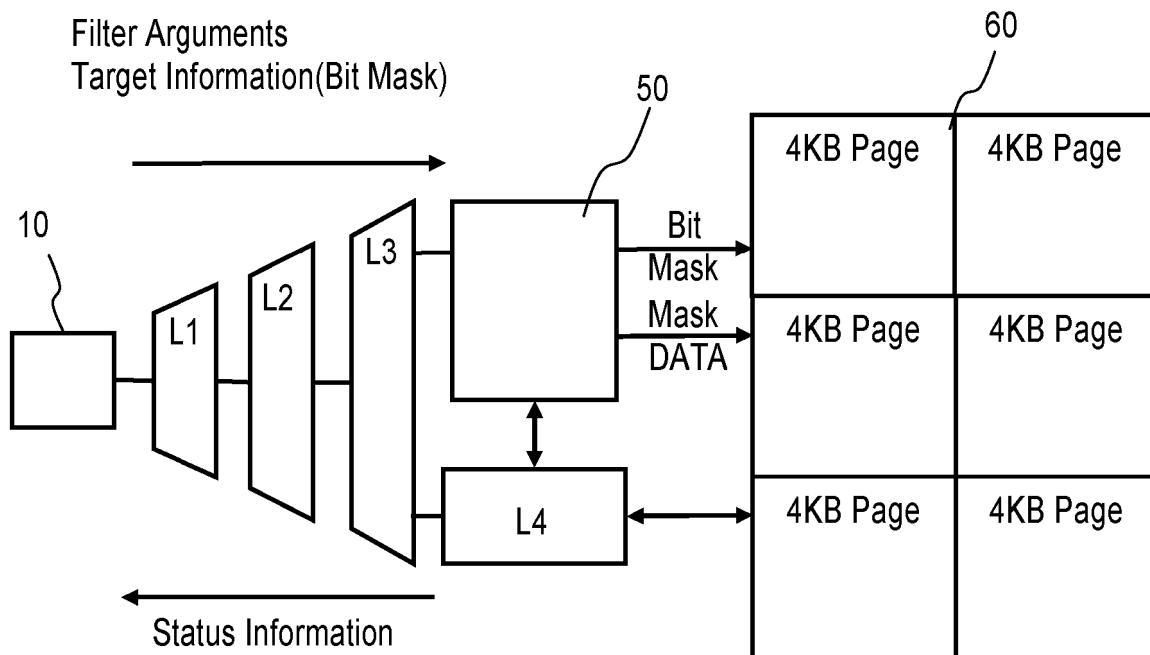 Filter Arguments
Target Information(Bit Mask)
60
50
4KB Page
4KB Page
10
L3
Bit
Mask
L2
L1
Mask
DATA
4KB Page
4KB Page
L4
4KB Page
4KB Page
Status Information